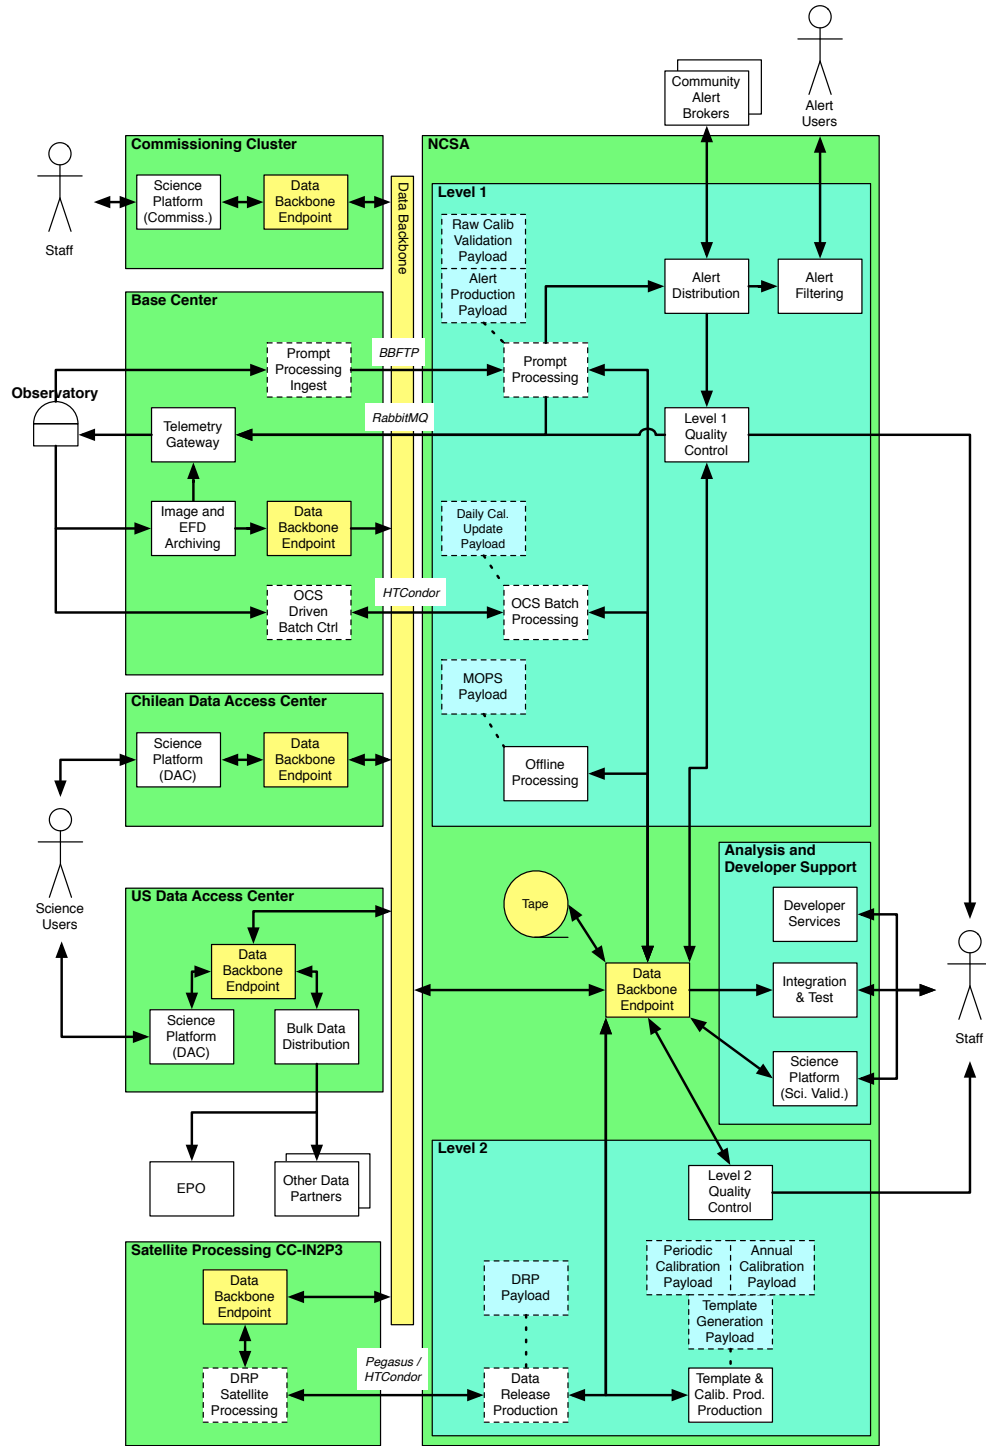 Community
Alert
Brokers
Alert
Users
Commissioning Cluster
Staff
Science
Platform
(Commiss.)
Data
Backbone
Endpoint
Data Backbone
NCSA
Level 1
Raw Calib
Validation
Payload
Alert
Production
Payload
Alert
Distribution
Alert
Filtering
Base Center
Prompt
Processing
Ingest
BBFTP
Prompt
Processing
Observatory
Telemetry
Gateway
RabbitMQ
Level 1
Quality
Control
Image and
EFD
Archiving
Data
Backbone
Endpoint
Daily Cal.
Update
Payload
OCS
Driven
Batch Ctrl
HTCondor
OCS Batch
Processing
MOPS
Payload
Offline
Processing
Chilean Data Access Center
Science
Platform
(DAC)
Data
Backbone
Endpoint
Science
Users
US Data Access Center
Data
Backbone
Endpoint
Science
Platform
(DAC)
Bulk Data
Distribution
EPO
Other Data
Partners
Tape
Data
Backbone
Endpoint
Analysis and
Developer Support
Developer
Services
Integration
& Test
Science
Platform
(Sci. Valid.)
Staff
Level 2
Level 2
Quality
Control
Periodic
Calibration
Payload
Annual
Calibration
Payload
Template
Generation
Payload
DRP
Payload
Data
Release
Production
Template &
Calib. Prod.
Production
Satellite Processing CC-IN2P3
Data
Backbone
Endpoint
DRP
Satellite
Processing
Pegasus /
HTCondor